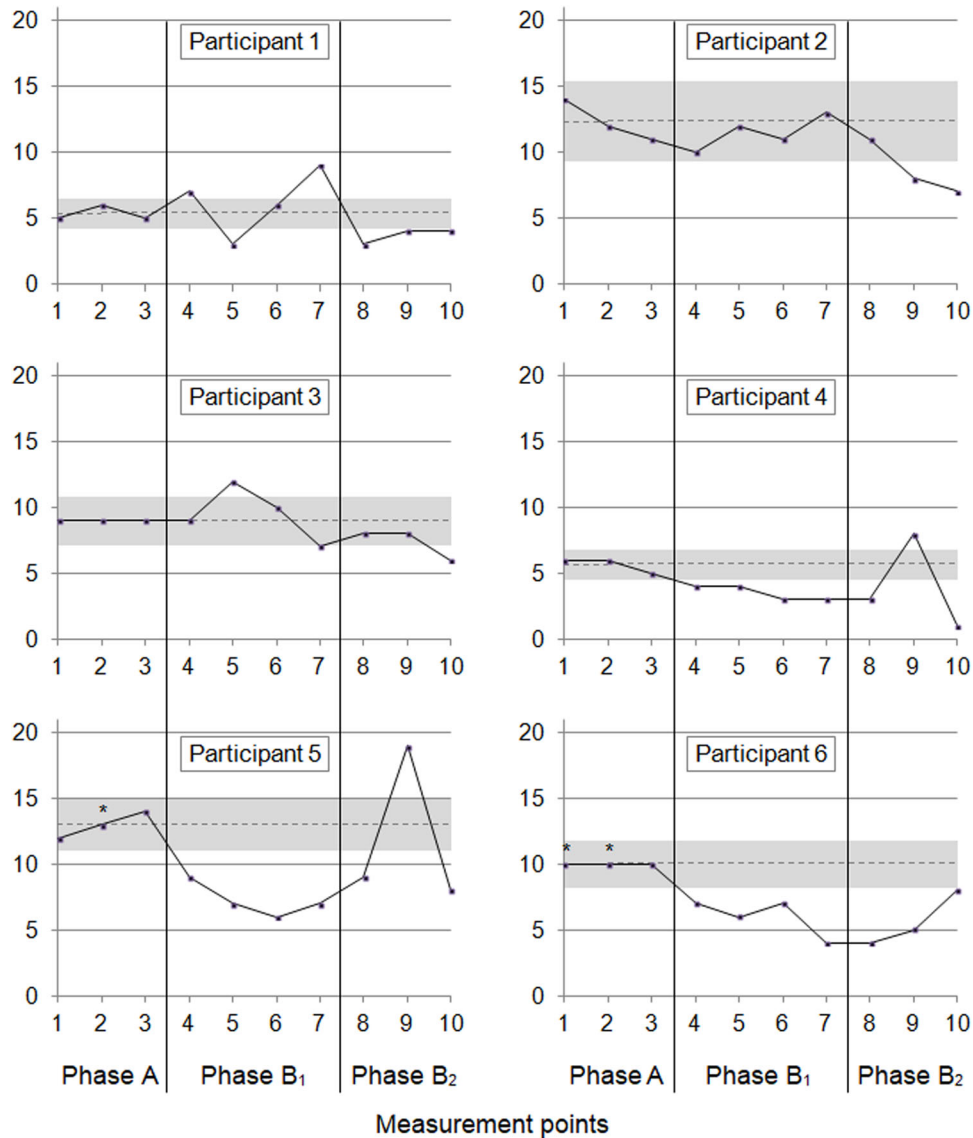 20
15
10
5
0
Participant 1
1 2 3 4 5 6 7 8 9 10
20
15
10
5
0
Participant 2
1 2 3 4 5 6 7 8 9 10
20
15
10
5
0
Participant 3
1 2 3 4 5 6 7 8 9 10
20
15
10
5
0
Participant 4
1 2 3 4 5 6 7 8 9 10
20
15
10
5
0
Participant 5
*
1 2 3 4 5 6 7 8 9 10
20
15
10
5
0
Participant 6
* *
1 2 3 4 5 6 7 8 9 10
Phase A Phase B₁ Phase B₂ Phase A Phase B₁ Phase B₂
Measurement points